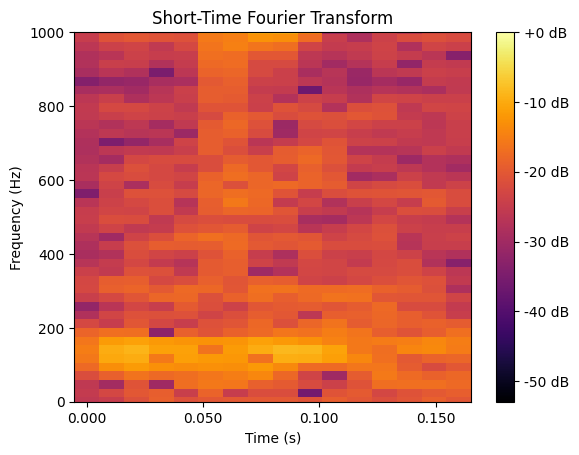 Short-Time Fourier Transform
1000
800
600
400
200
0
Frequency (Hz)
0.000
0.050
0.100
0.150
Time (s)
+0 dB
-10 dB
-20 dB
-30 dB
-40 dB
-50 dB